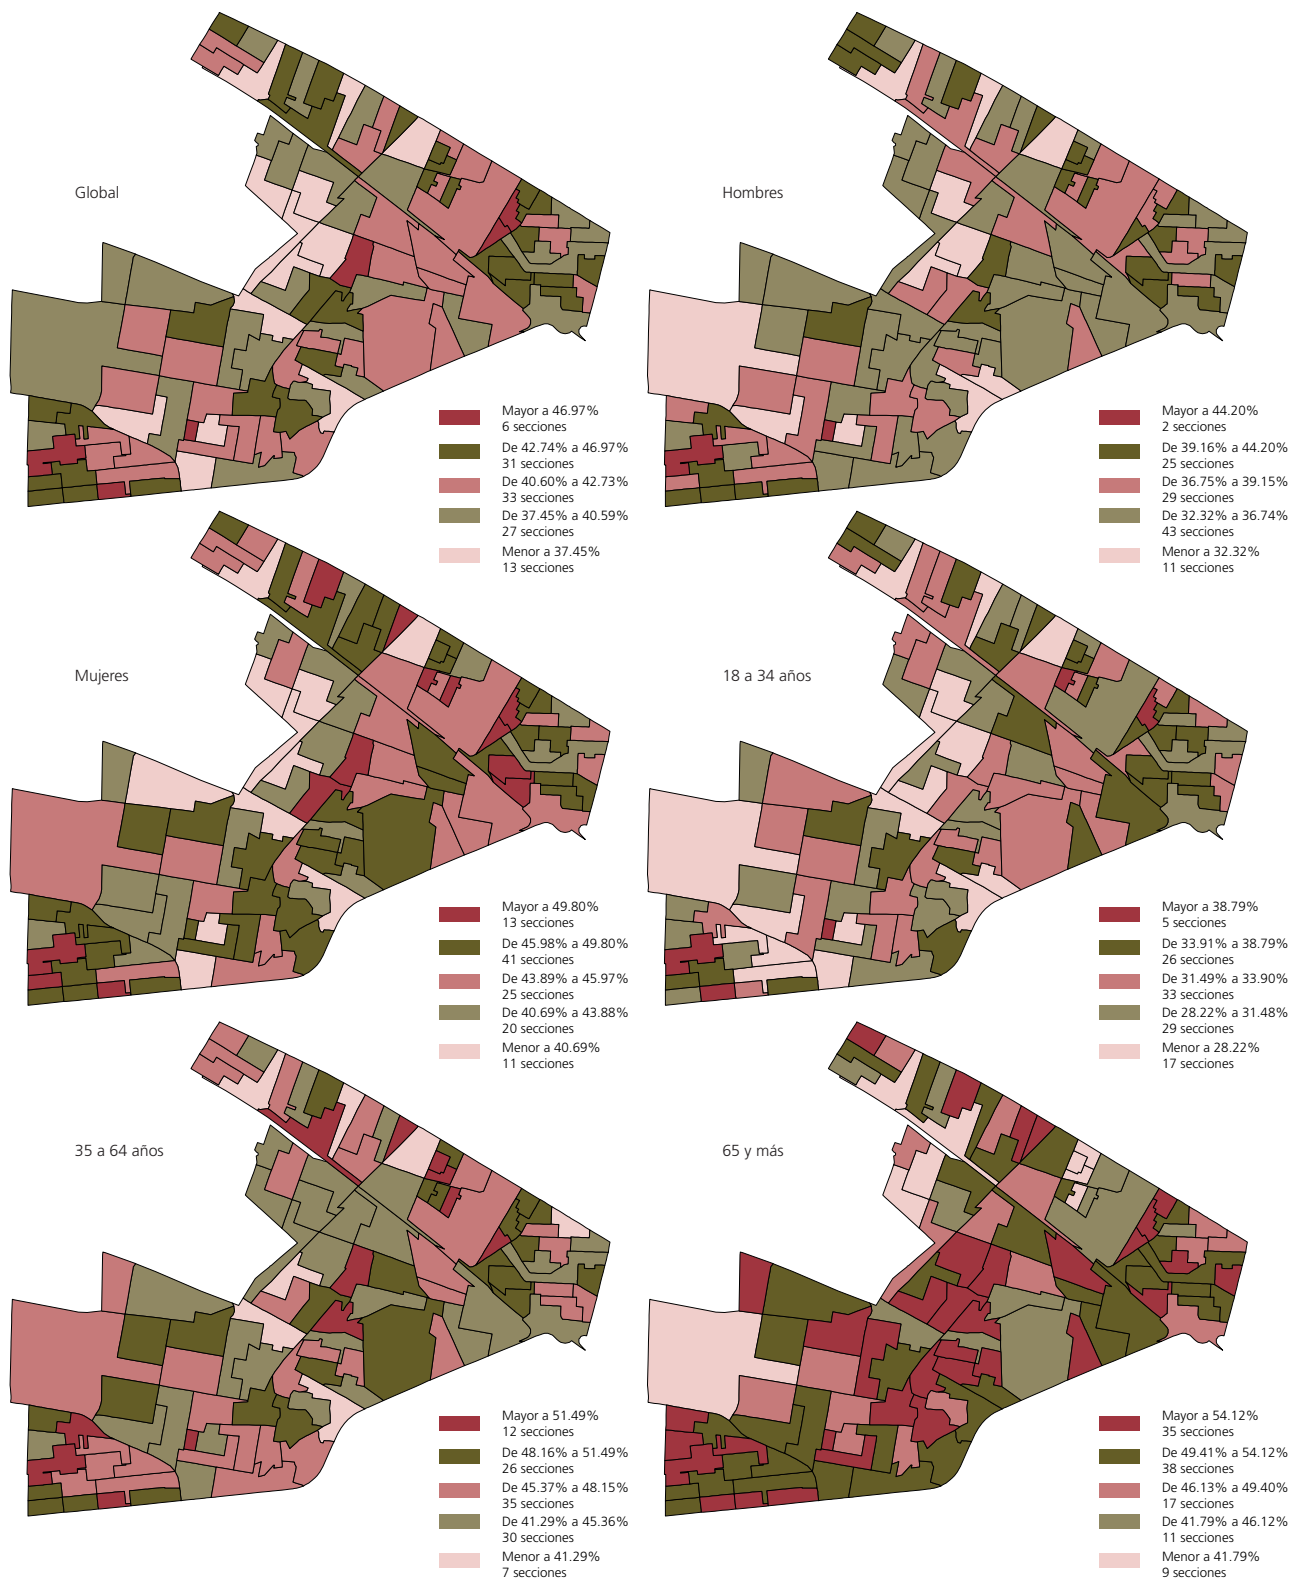 Global
Mayor a 46.97%
6 secciones
De 42.74% a 46.97%
31 secciones
De 40.60% a 42.73%
33 secciones
De 37.45% a 40.59%
27 secciones
Menor a 37.45%
13 secciones
Hombres
Mayor a 44.20%
2 secciones
De 39.16% a 44.20%
25 secciones
De 36.75% a 39.15%
29 secciones
De 32.32% a 36.74%
43 secciones
Menor a 32.32%
11 secciones
Mujeres
Mayor a 49.80%
13 secciones
De 45.98% a 49.80%
41 secciones
De 43.89% a 45.97%
25 secciones
De 40.69% a 43.88%
20 secciones
Menor a 40.69%
11 secciones
18 a 34 años
Mayor a 38.79%
5 secciones
De 33.91% a 38.79%
26 secciones
De 31.49% a 33.90%
33 secciones
De 28.22% a 31.48%
29 secciones
Menor a 28.22%
17 secciones
35 a 64 años
Mayor a 51.49%
12 secciones
De 48.16% a 51.49%
26 secciones
De 45.37% a 48.15%
35 secciones
De 41.29% a 45.36%
30 secciones
Menor a 41.29%
7 secciones
65 y más
Mayor a 54.12%
35 secciones
De 49.41% a 54.12%
38 secciones
De 46.13% a 49.40%
17 secciones
De 41.79% a 46.12%
11 secciones
Menor a 41.79%
9 secciones